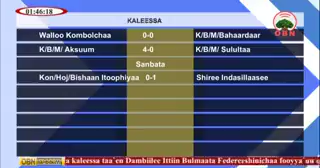 01:46:18
KALEESSA
OBN
Walloo Kombolchaa 0-0 K/B/M/Bahaardaar
K/B/M/ Aksuum 4-0 K/B/M/ Sulultaa
Sanbata
Kon/Hoj/Bishaan Itoophiyaa 0-1 Shiree Indasillaasee
OBN a kaleessa taa'en Dambiilee Ittiin Bulmaata Federeeshinichaa fooyya'uu